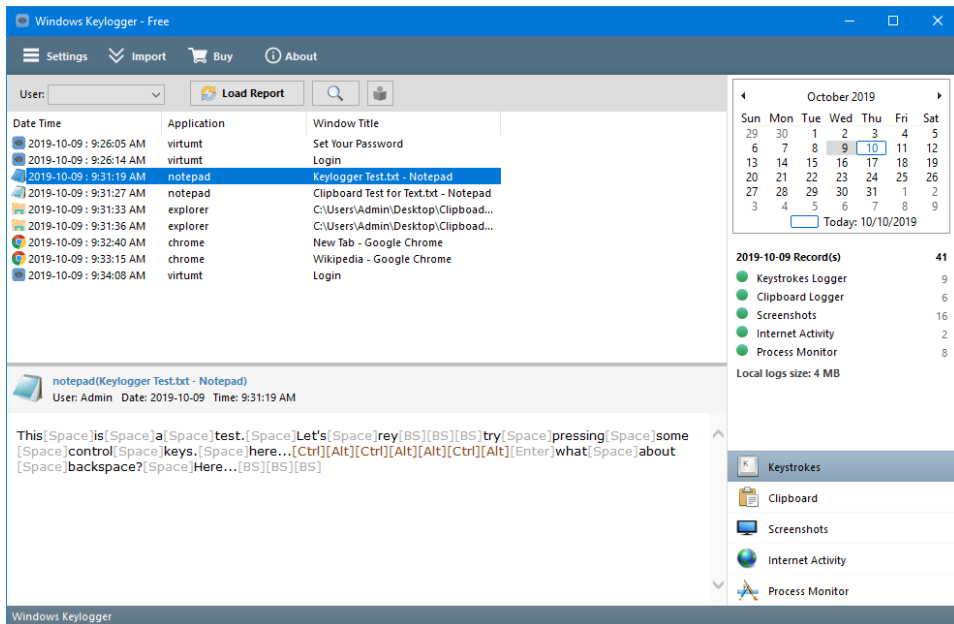 Windows Keylogger - Free
Settings Import Buy About
User: Load Report
Date Time Application Window Title
2019-10-09 : 9:26:05 AM virtumt Set Your Password
2019-10-09 : 9:26:14 AM virtumt Login
2019-10-09 : 9:31:19 AM notepad Keylogger Test.txt - Notepad
2019-10-09 : 9:31:27 AM notepad Clipboard Test for Text.txt - Notepad
2019-10-09 : 9:31:33 AM explorer C:\Users\Admin\Desktop\Clipboad...
2019-10-09 : 9:31:36 AM explorer C:\Users\Admin\Desktop\Clipboad...
2019-10-09 : 9:32:40 AM chrome New Tab - Google Chrome
2019-10-09 : 9:33:15 AM chrome Wikipedia - Google Chrome
2019-10-09 : 9:34:08 AM virtumt Login
notepad(Keylogger Test.txt - Notepad)
User: Admin Date: 2019-10-09 Time: 9:31:19 AM
This[Space]is[Space]a[Space]test.[Space]Let's[Space]rey[BS][BS][BS]try[Space]pressing[Space]some
[Space]control[Space]keys.[Space]here...[Ctrl][Alt][Ctrl][Alt][Alt][Ctrl][Alt][Enter]what[Space]about
[Space]backspace?[Space]Here...[BS][BS][BS]
October 2019
Sun Mon Tue Wed Thu Fri Sat
29 30 1 2 3 4 5
6 7 8 9 10 11 12
13 14 15 16 17 18 19
20 21 22 23 24 25 26
27 28 29 30 31 1 2
3 4 5 6 7 8 9
Today: 10/10/2019
2019-10-09 Record(s) 41
Keystrokes Logger 9
Clipboard Logger 6
Screenshots 16
Internet Activity 2
Process Monitor 8
Local logs size: 4 MB
K Keystrokes
Clipboard
Screenshots
Internet Activity
Process Monitor
Windows Keylogger